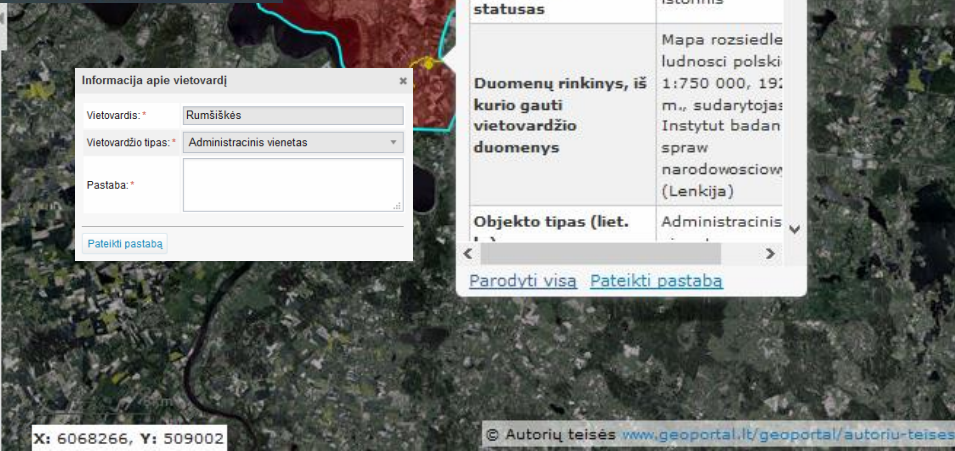 Informacija apie vietovardį
Vietovardis: * Rumšiškės
Vietovardžio tipas: * Administracinis vienetas
Pastaba: *
Pateikti pastabą
statusas
Duomenų rinkinys, iš
kurio gauti
vietovardžio
duomenys
Mapa rozsiedle
ludnosci polski
1:750 000, 192
m., sudarytojas
Instytut badan
spraw
narodowosciow
(Lenkija)
Objekto tipas (liet.
Administracinis
Parodyti visą Pateikti pastabą
X: 6068266, Y: 509002
© Autorių teisės www.geoportal.lt/geoportal/autoriu-teises